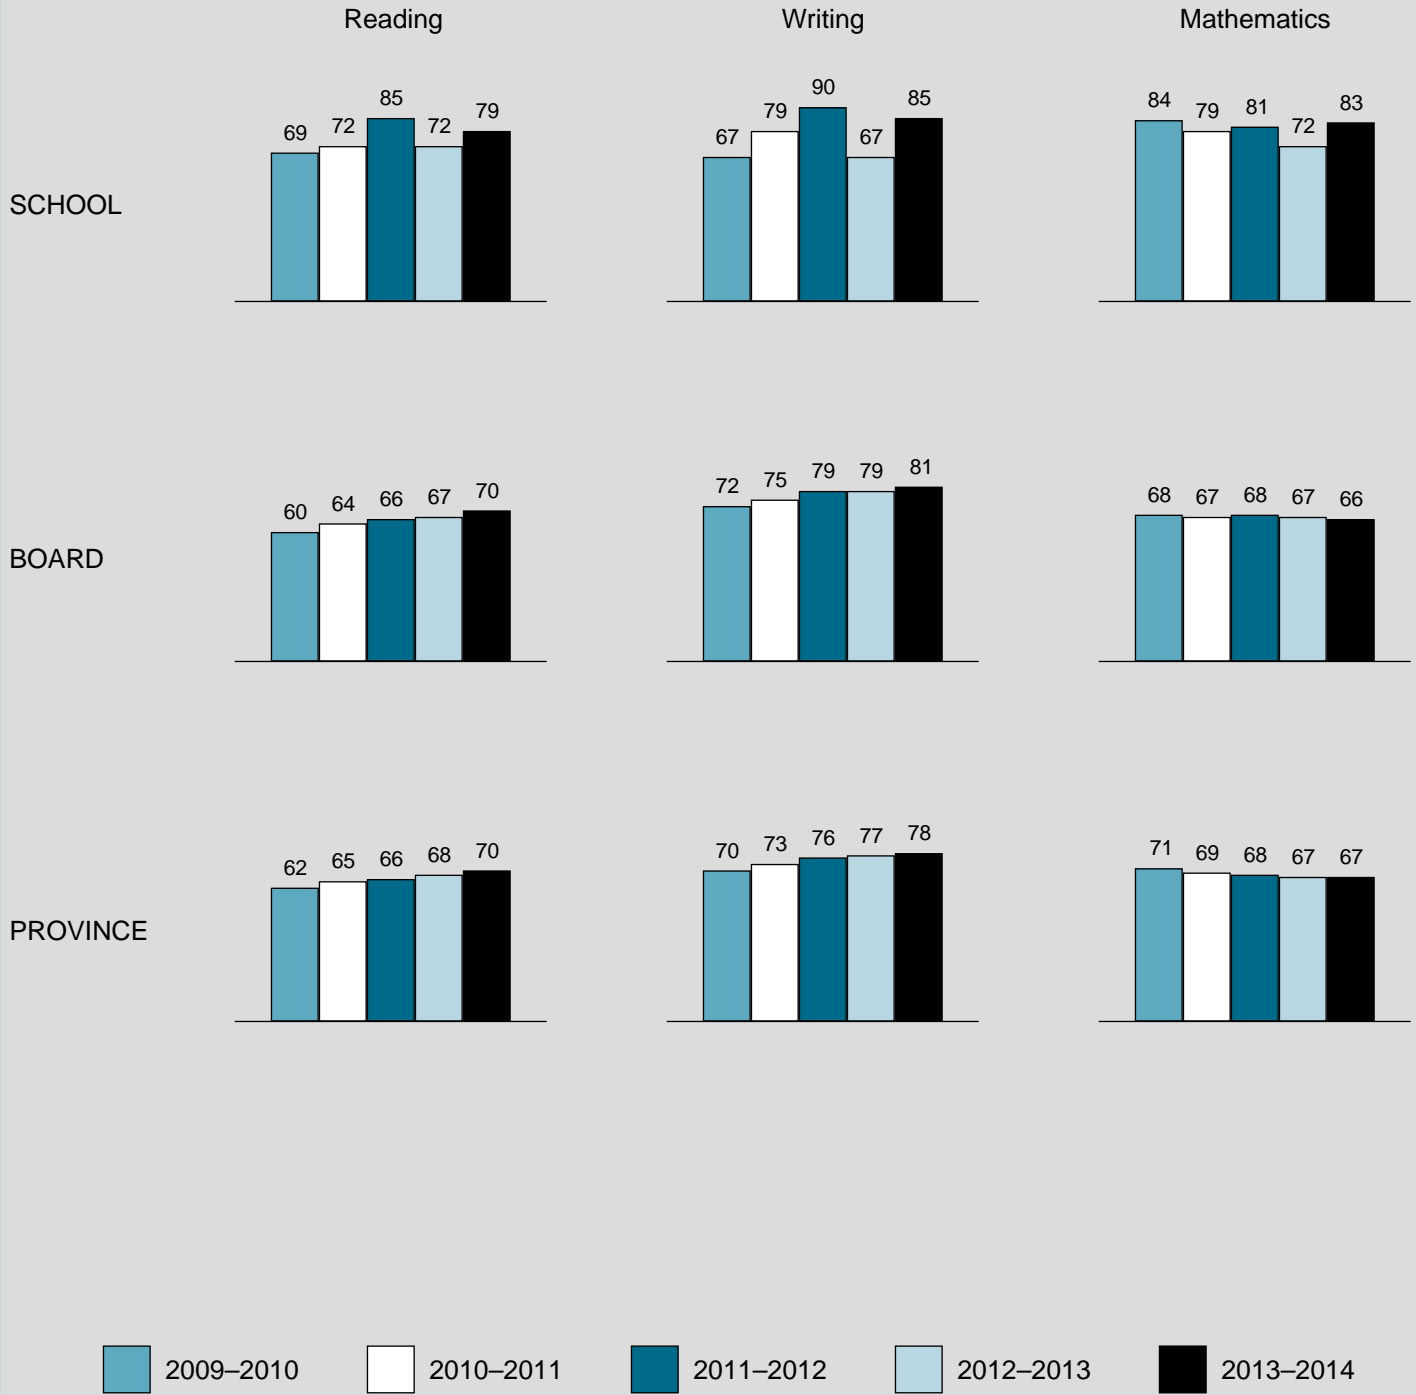 Reading Writing Mathematics
69 72 85 72 79 67 79 90 67 85 84 79 81 72 83
SCHOOL
60 64 66 67 70 72 75 79 79 81 68 67 68 67 66
BOARD
62 65 66 68 70 70 73 76 77 78 71 69 68 67 67
PROVINCE
2009–2010 2010–2011 2011–2012 2012–2013 2013–2014